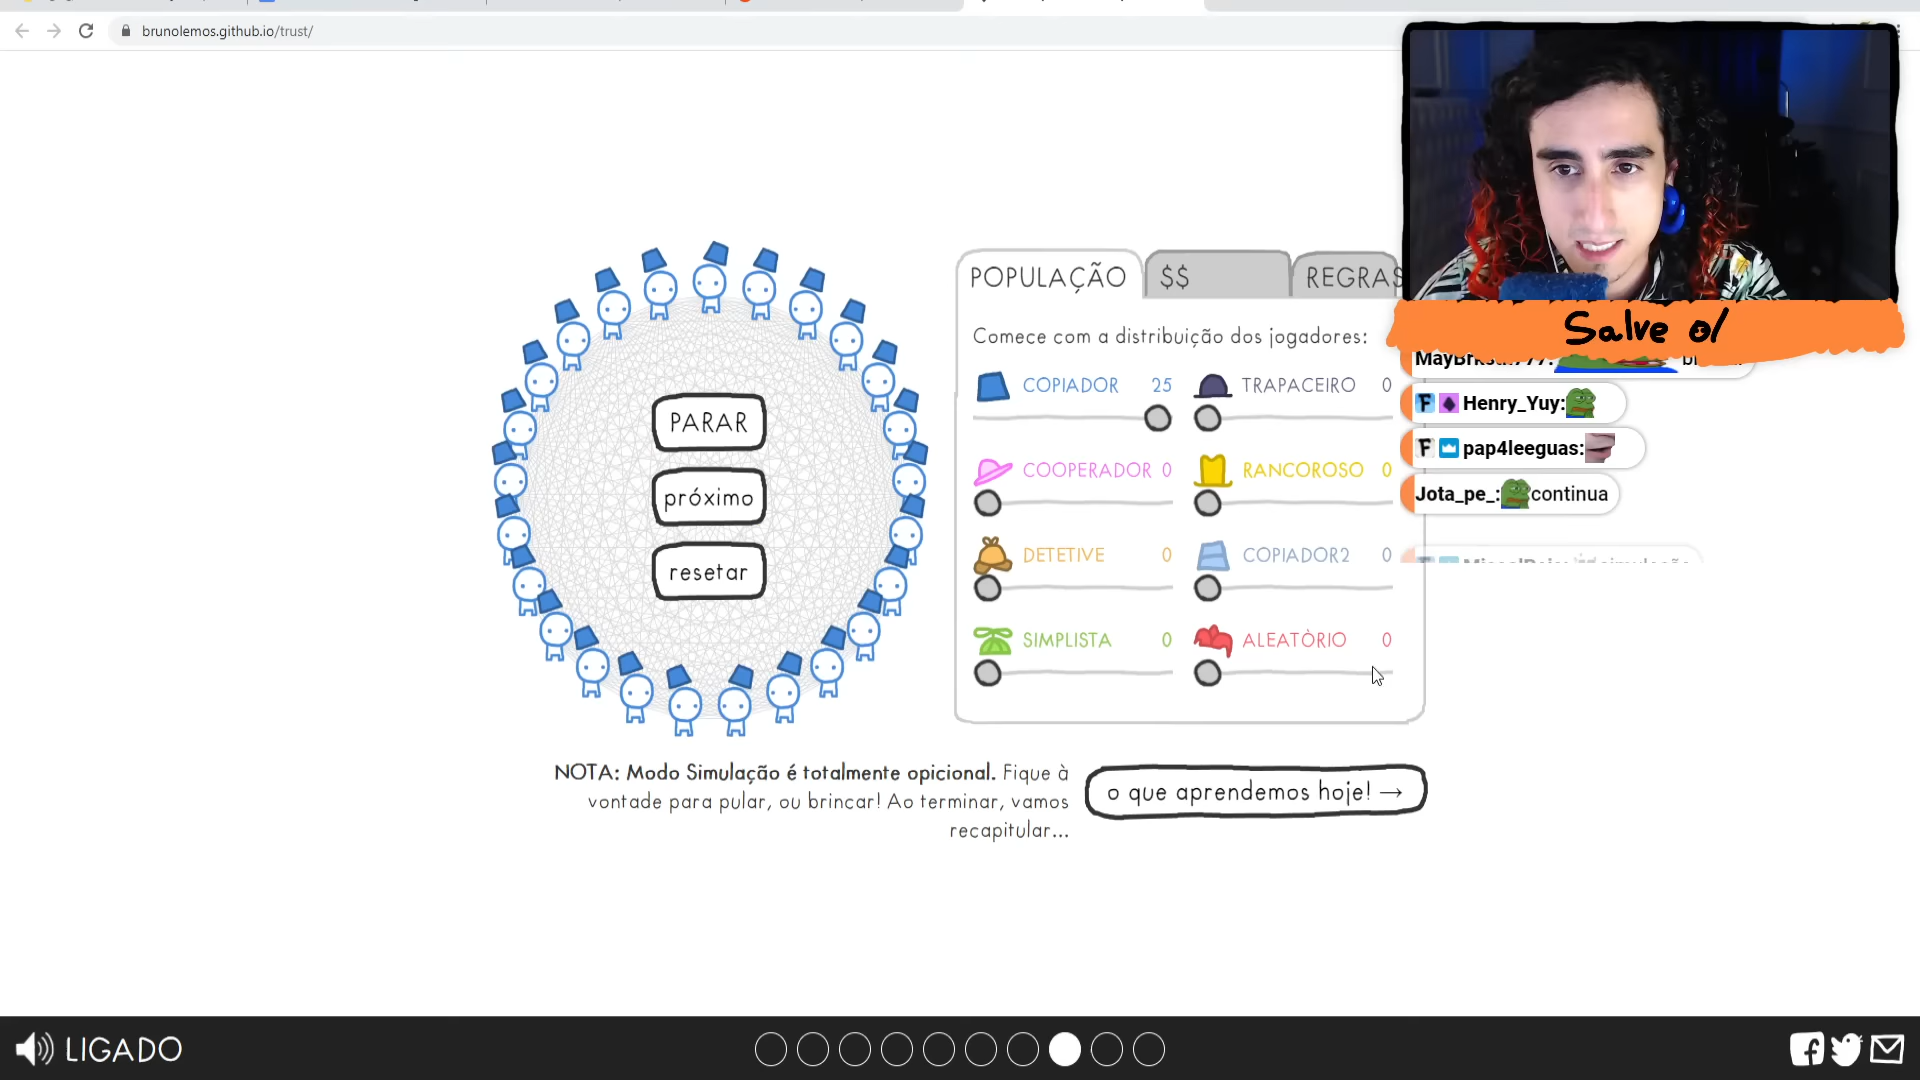 brunolemos.github.io/trust/
POPULAÇÃO
$$
REGRAS
Comece com a distribuição dos jogadores:
COPIADOR 25
TRAPACEIRO 0
COOPERADOR 0
RANCOROSO 0
DETETIVE 0
COPIADOR2 0
SIMPLISTA 0
ALEATÒRIO 0
PARAR
próximo
resetar
NOTA: Modo Simulação é totalmente opicional. Fique à
vontade para pular, ou brincar! Ao terminar, vamos
recapitular...
o que aprendemos hoje! →
Salve o/
Henry_Yuy:
pap4leeguas:
Jota_pe_: continua
LIGADO